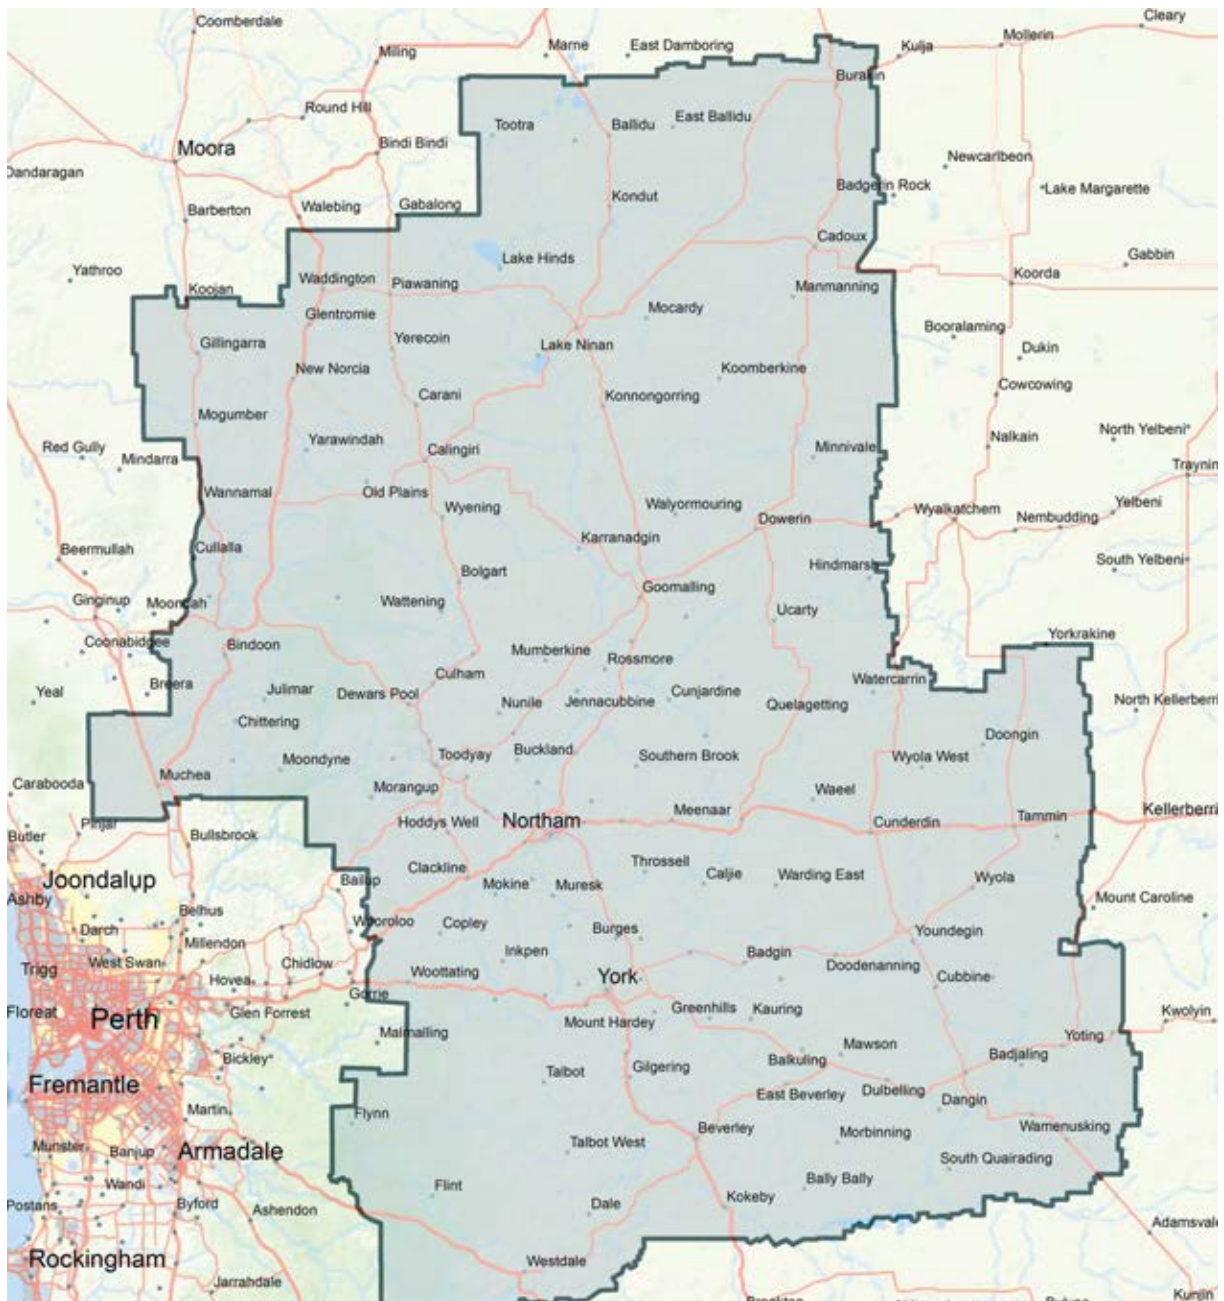 Coomberdale
Marne
East Damboring
Cleary
Mollerin
Kulja
Miling
Burakin
Round Hill
Tootra
Ballidu
East Ballidu
Moora
Bindi Bindi
Newcarlbeon
Dandaragan
Badgerin Rock
Lake Margarette
Kondut
Barberton
Walebing
Gabalong
Cadoux
Lake Hinds
Gabbin
Yathroo
Koorda
Koojan
Waddington
Piawaning
Manmanning
Mocardy
Glentromie
Booralaming
Gillingarra
Yerecoin
Lake Ninan
Dukin
New Norcia
Koomberkine
Cowcowing
Carani
Konnongorring
Mogumber
North Yelbeni
Nalkain
Red Gully
Yarawindah
Calingiri
Minnivale
Mindarra
Traynin
Wannamal
Old Plains
Walyormouring
Yelbeni
Wyening
Wyalkatchem
Dowerin
Nembudding
Karranadgin
Cullalla
Beermullah
South Yelbeni
Hindmarsh
Bolgart
Goomalling
Ginginup
Moondah
Wattening
Ucarty
Yorkrakine
Coonabidgee
Bindoon
Mumberkine
Rossmore
Culham
Watercarrin
Yeal
Breera
Julimar
Dewars Pool
Cunjardine
Nunile
Jennacubbine
Quelagetting
North Kellerberri
Chittering
Doongin
Buckland
Toodyay
Southern Brook
Wyola West
Moondyne
Muchea
Carabooda
Morangup
Waeel
Meenaar
Tammin
Kellerberri
Pinjar
Butler
Bullsbrook
Hoddys Well
Northam
Cunderdin
Throssell
Clackline
Joondalup
Bailup
Mokine
Muresk
Caljie
Warding East
Wyola
Ashby
Mount Caroline
Belhus
Darch
Wooroloo
Copley
Burges
Youndegin
Millendon
Inkpen
Badgin
West Swan
Chidlow
Trigg
Woottating
York
Doodenanning
Hovea
Cubbine
Gorrie
Floreat
Perth
Glen Forrest
Greenhills
Kauring
Kwolyin
Mount Hardey
Malmalling
Yoting
Mawson
Bickley
Balkuling
Badjaling
Gilgering
Talbot
Fremantle
East Beverley
Dulbelling
Dangin
Martin
Flynn
Beverley
Wamenusking
Morbinning
Talbot West
Munster
Banjup
Armadale
South Quairading
Bally Bally
Wandi
Flint
Kokeby
Postans
Byford
Dale
Ashendon
Adamsvale
Rockingham
Westdale
Jarrahdale
Kunjin